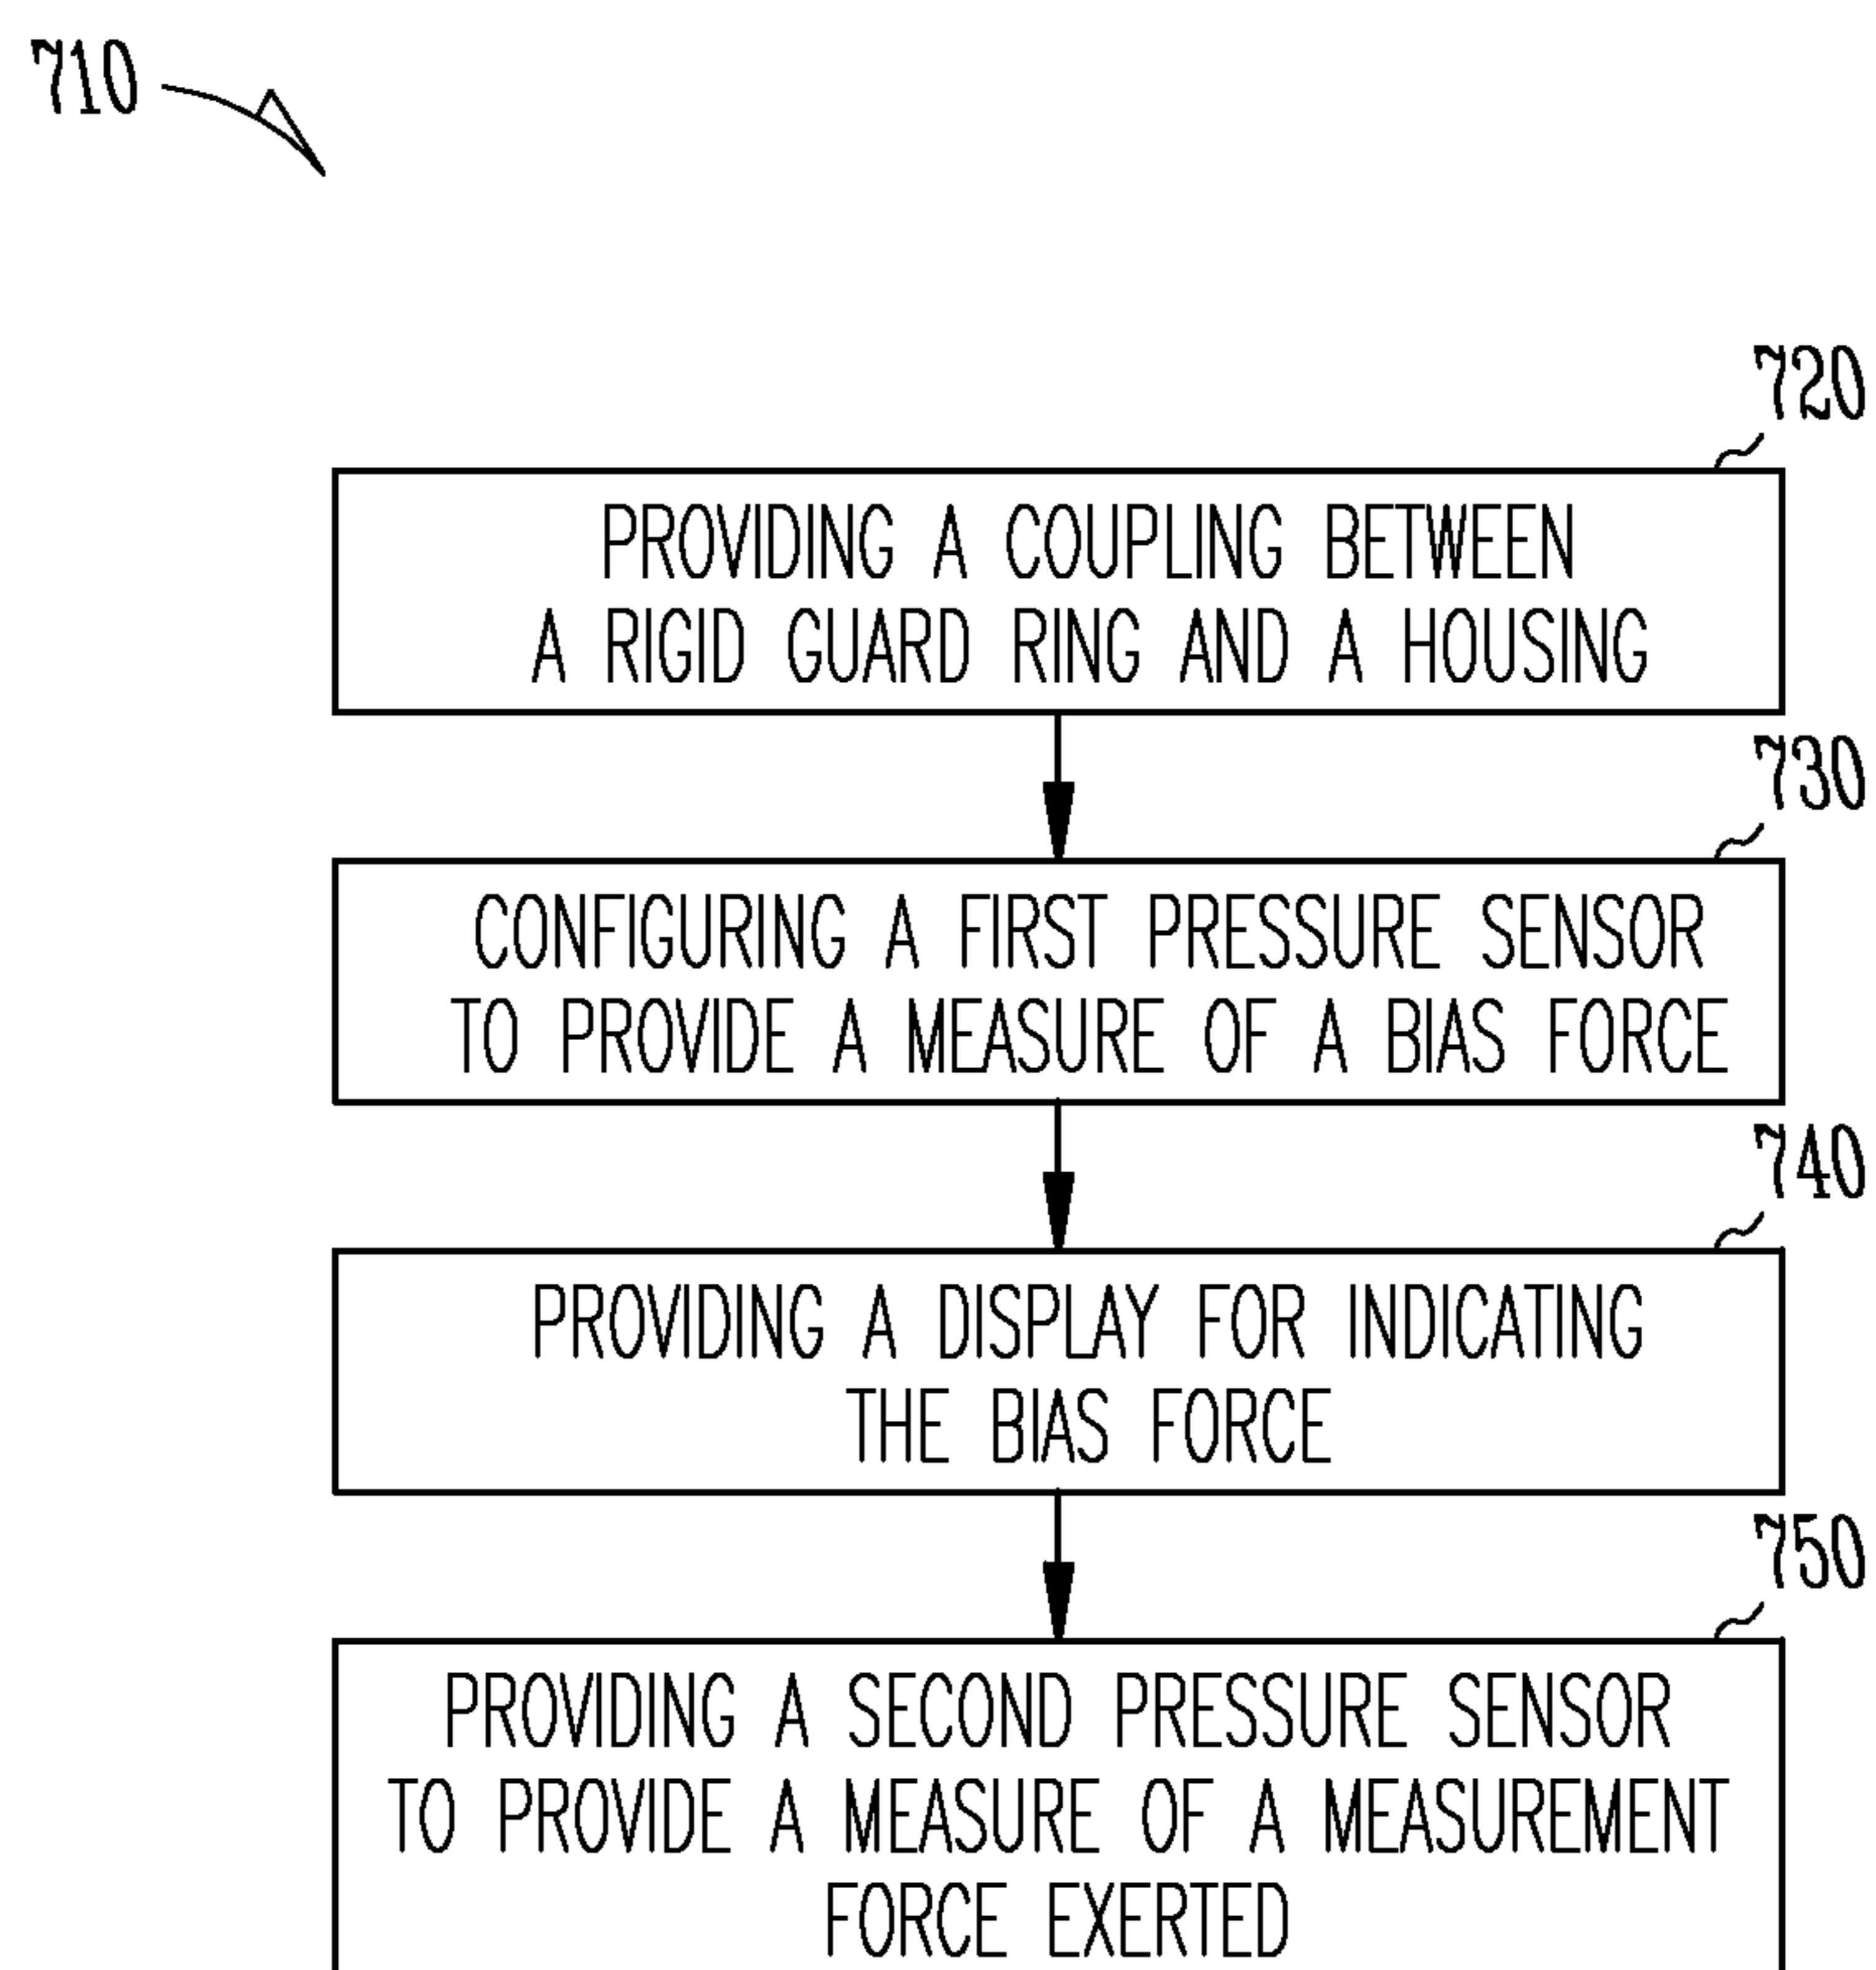 710
720
PROVIDING A COUPLING BETWEEN
A RIGID GUARD RING AND A HOUSING
730
CONFIGURING A FIRST PRESSURE SENSOR
TO PROVIDE A MEASURE OF A BIAS FORCE
740
PROVIDING A DISPLAY FOR INDICATING
THE BIAS FORCE
750
PROVIDING A SECOND PRESSURE SENSOR
TO PROVIDE A MEASURE OF A MEASUREMENT
FORCE EXERTED